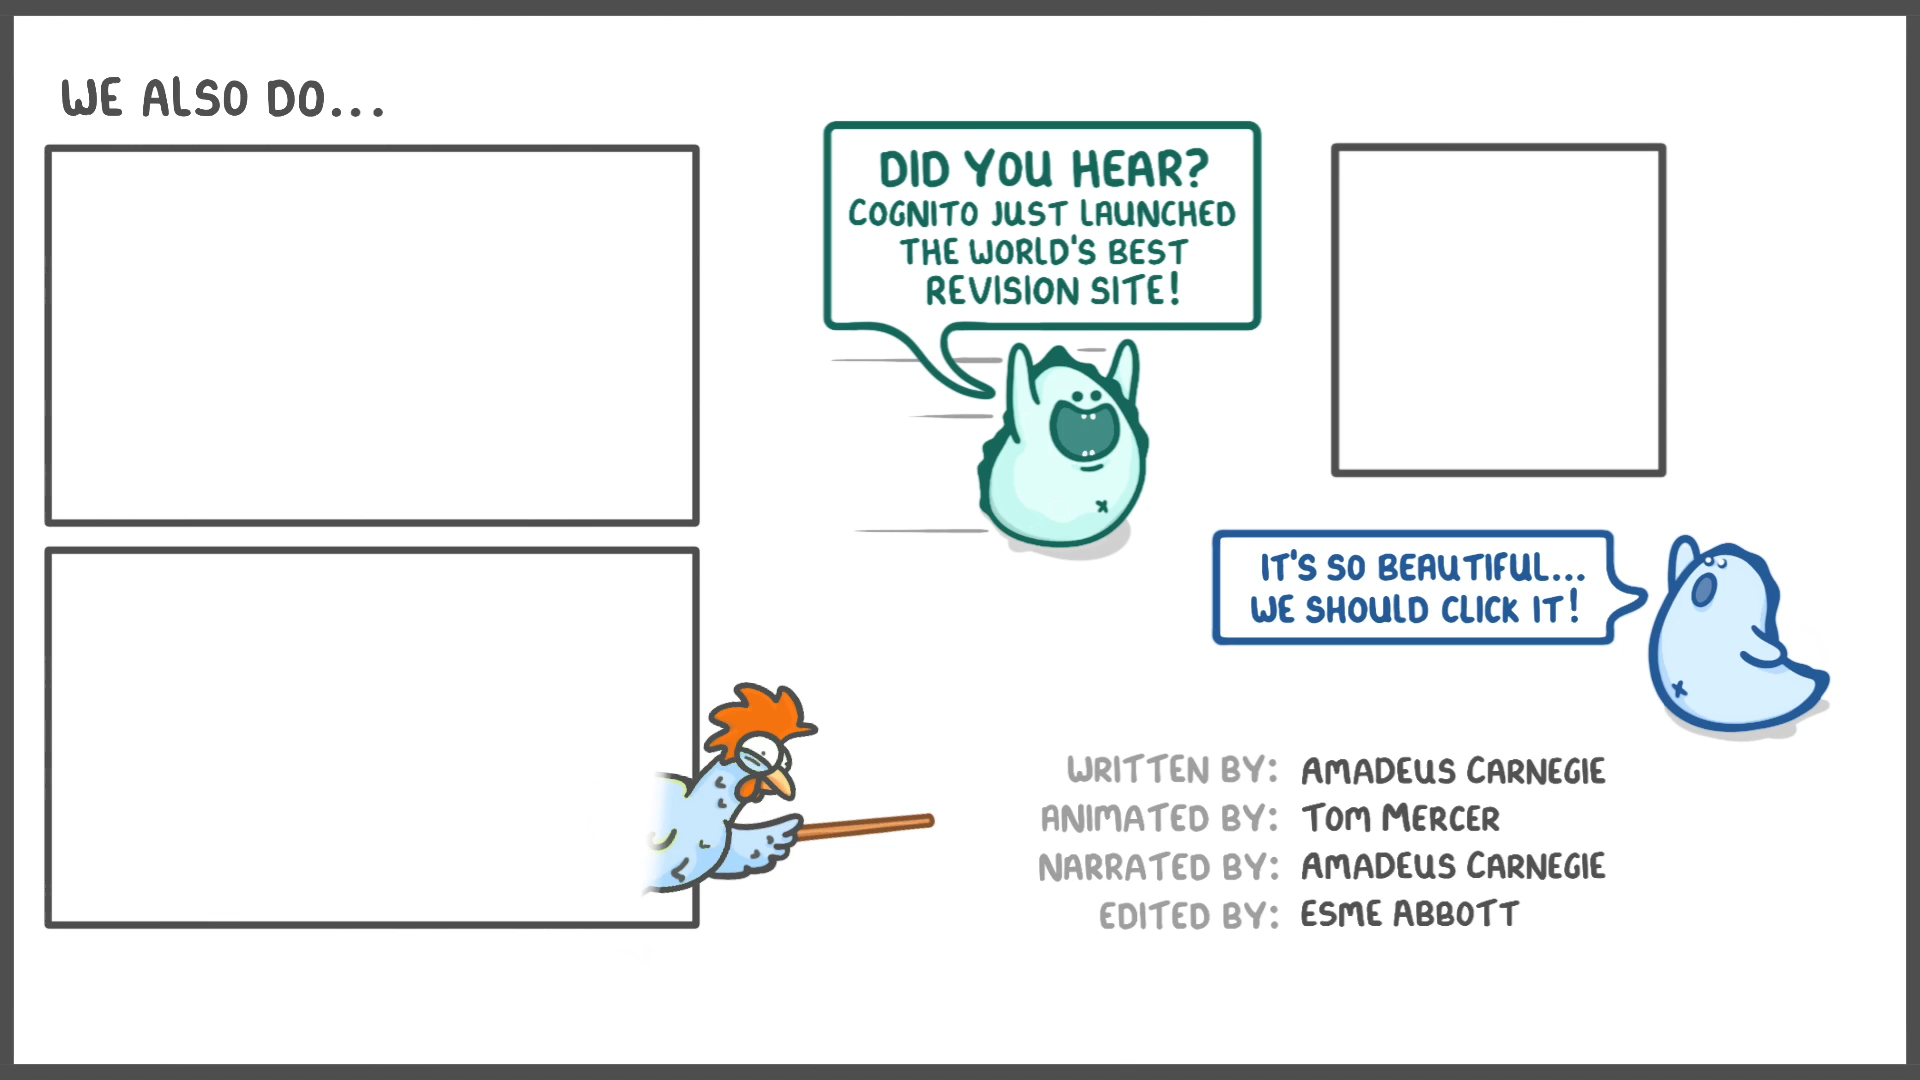 WE ALSO DO...
DID YOU HEAR?
COGNITO JUST LAUNCHED
THE WORLD'S BEST
REVISION SITE!
IT'S SO BEAUTIFUL...
WE SHOULD CLICK IT!
WRITTEN BY: AMADEUS CARNEGIE
ANIMATED BY: TOM MERCER
NARRATED BY: AMADEUS CARNEGIE
EDITED BY: ESME ABBOTT